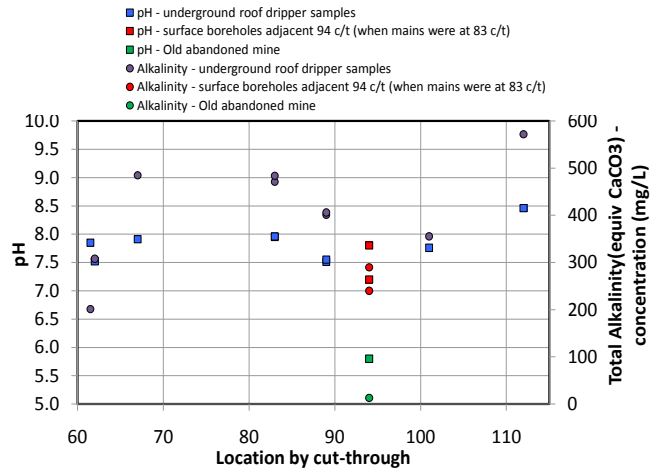 pH - underground roof dripper samples
pH - surface boreholes adjacent 94 c/t (when mains were at 83 c/t)
pH - Old abandoned mine
Alkalinity - underground roof dripper samples
Alkalinity - surface boreholes adjacent 94 c/t (when mains were at 83 c/t)
Alkalinity - Old abandoned mine
10.0
9.5
9.0
8.5
8.0
7.5
7.0
6.5
6.0
5.5
5.0
pH
600
500
400
300
200
100
0
Total Alkalinity(equiv CaCO3) -
concentration (mg/L)
60 70 80 90 100 110
Location by cut-through